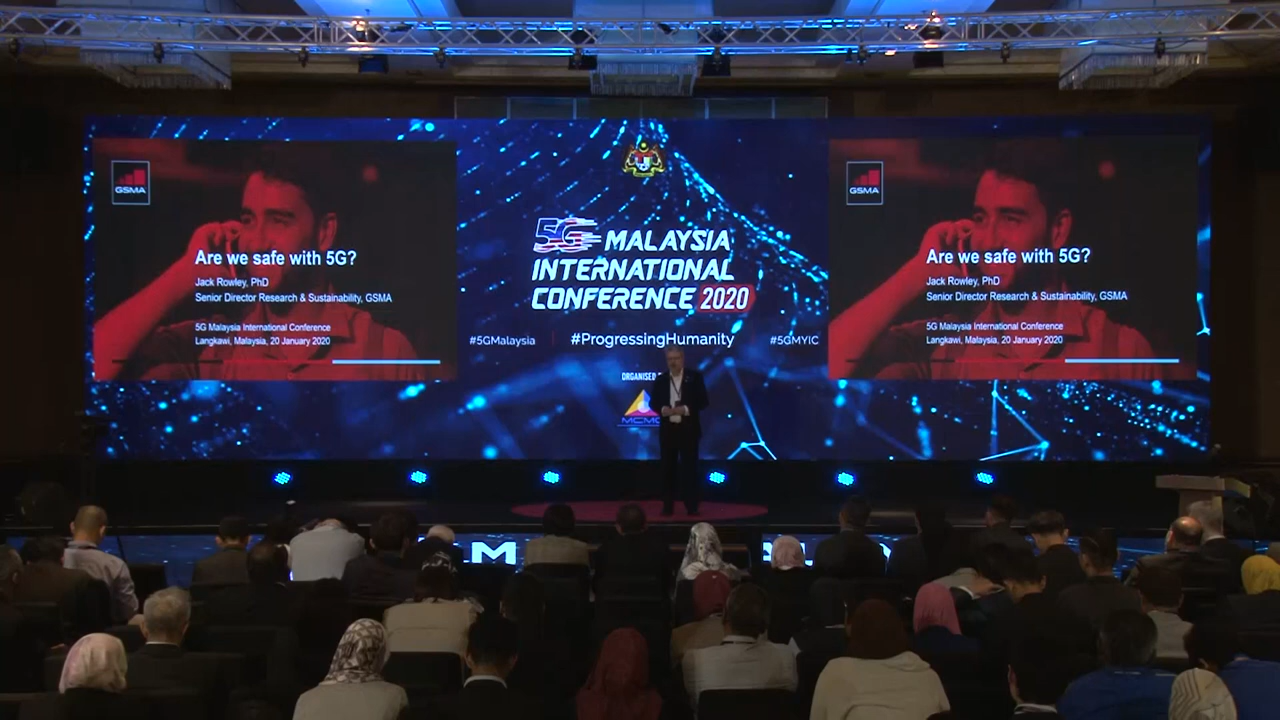 GSMA
Are we safe with 5G?
Jack Rowley, PhD
Senior Director Research & Sustainability, GSMA
5G Malaysia International Conference
Langkawi, Malaysia, 20 January 2020
5G MALAYSIA
INTERNATIONAL
CONFERENCE 2020
#5GMalaysia
#ProgressingHumanity
#5GMYIC
ORGANISED
MCMC
GSMA
Are we safe with 5G?
Jack Rowley, PhD
Senior Director Research & Sustainability, GSMA
5G Malaysia International Conference
Langkawi, Malaysia, 20 January 2020
M